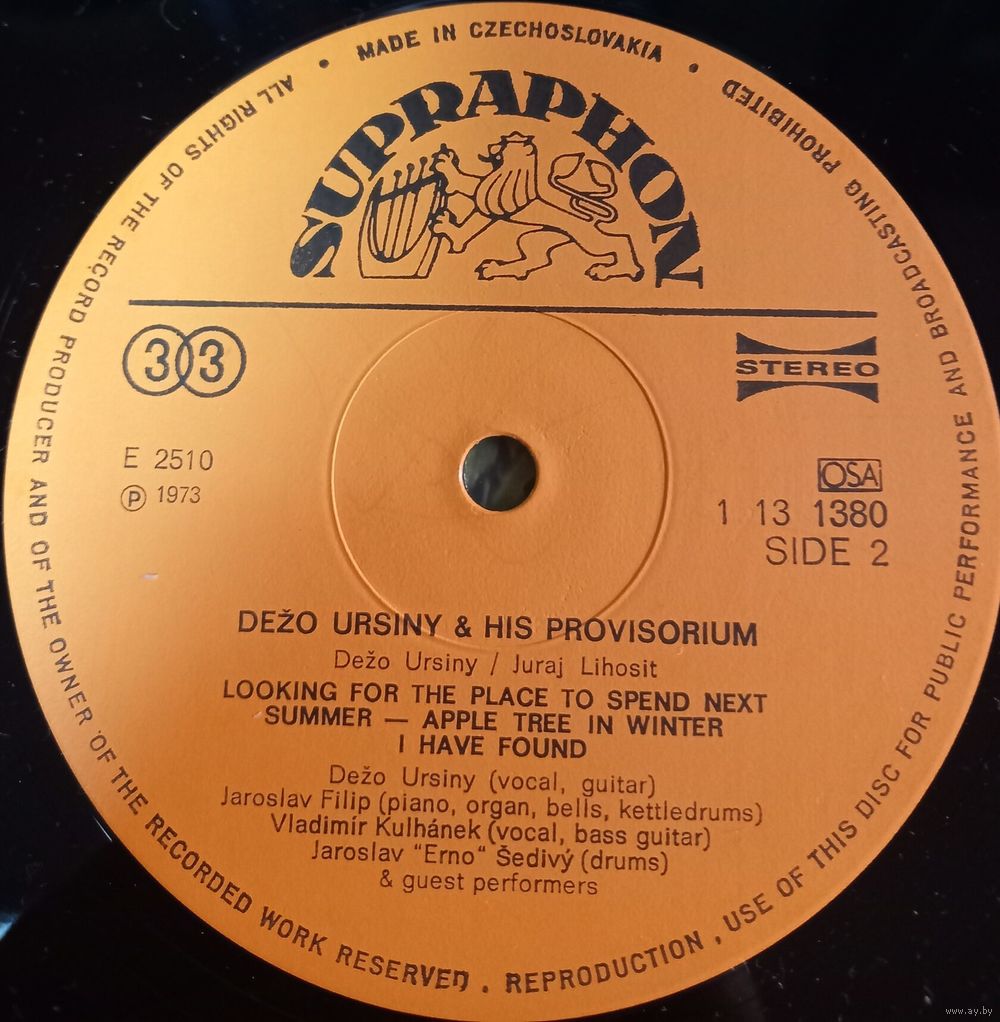 MADE IN CZECHOSLOVAKIA
ALL RIGHTS OF THE RECORD PRODUCER AND OF THE OWNER OF THE RECORDED WORK RESERVED . REPRODUCTION , USE OF THIS DISC FOR PUBLIC PERFORMANCE AND BROADCASTING PROHIBITED
SUPRAPHON
33
STEREO
E 2510
Ⓟ 1973
OSA
1 13 1380
SIDE 2
DEŽO URSINY & HIS PROVISORIUM
Dežo Ursiny / Juraj Lihosit
LOOKING FOR THE PLACE TO SPEND NEXT
SUMMER — APPLE TREE IN WINTER
I HAVE FOUND
Dežo Ursiny (vocal, guitar)
Jaroslav Filip (piano, organ, bells, kettledrums)
Vladimír Kulhánek (vocal, bass guitar)
Jaroslav "Erno" Šedivý (drums)
& guest performers
www.ay.by